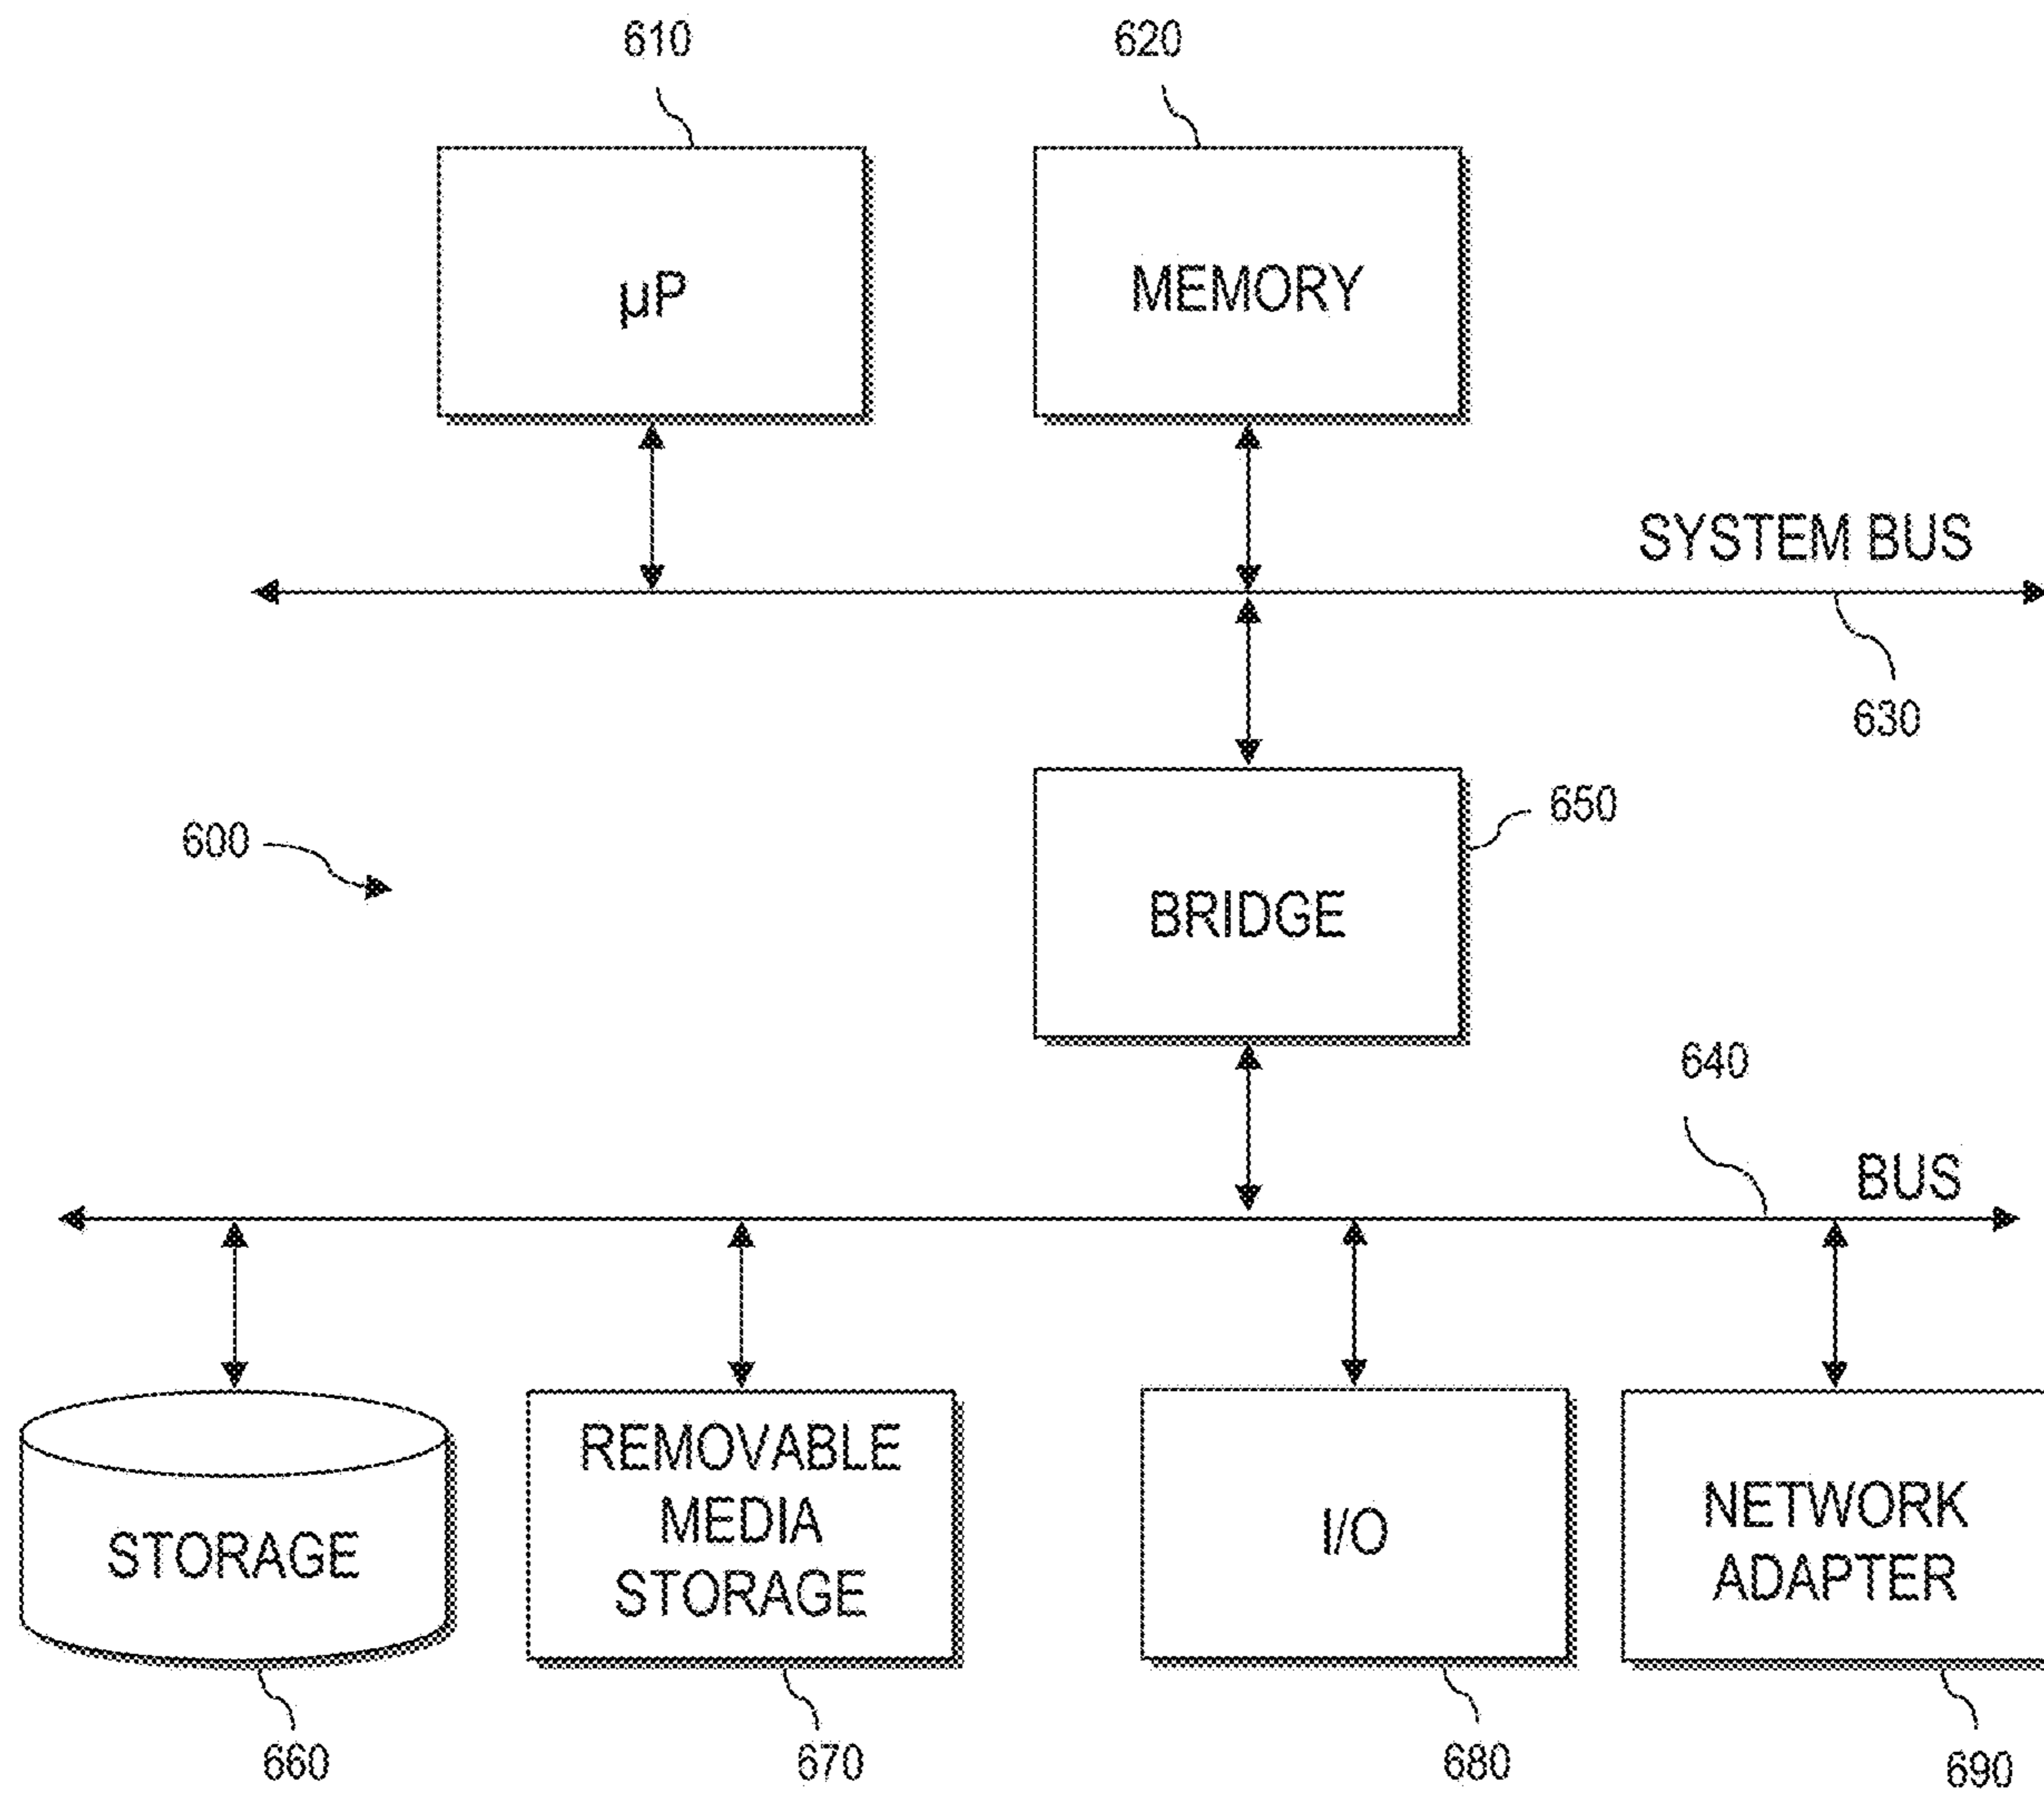 610
620
µP
MEMORY
SYSTEM BUS
630
650
600
BRIDGE
640
BUS
STORAGE
REMOVABLE
MEDIA
STORAGE
I/O
NETWORK
ADAPTER
660
670
680
690